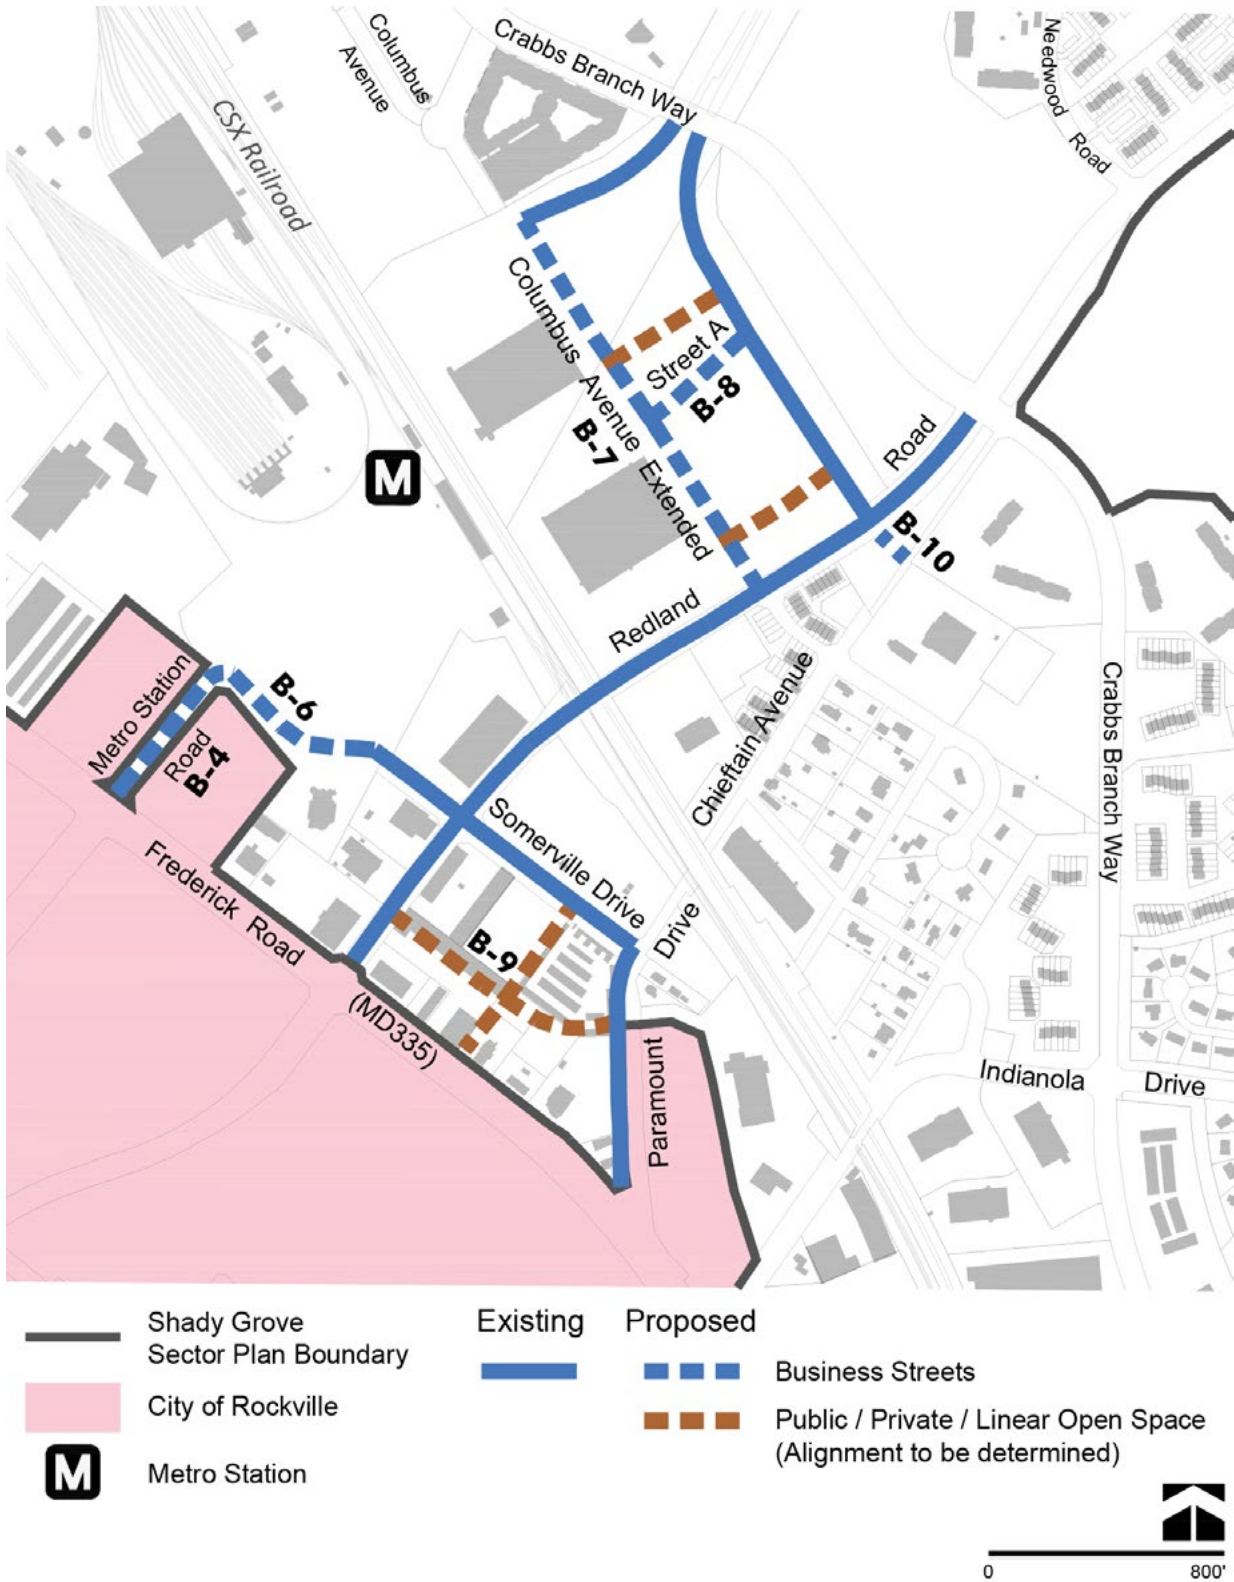 Crabbs Branch Way
Columbus
Avenue
Needwood
Road
CSX Railroad
Columbus Avenue Extended
B-7
Street A
B-8
Road
B-10
M
Redland
Metro Station
Road
B-4
B-6
Chieftain Avenue
Crabbs Branch Way
Somerville Drive
Drive
Frederick Road
(MD335)
B-9
Paramount
Indianola Drive
Shady Grove
Sector Plan Boundary
City of Rockville
M
Metro Station
Existing
Proposed
Business Streets
Public / Private / Linear Open Space
(Alignment to be determined)
0 800'